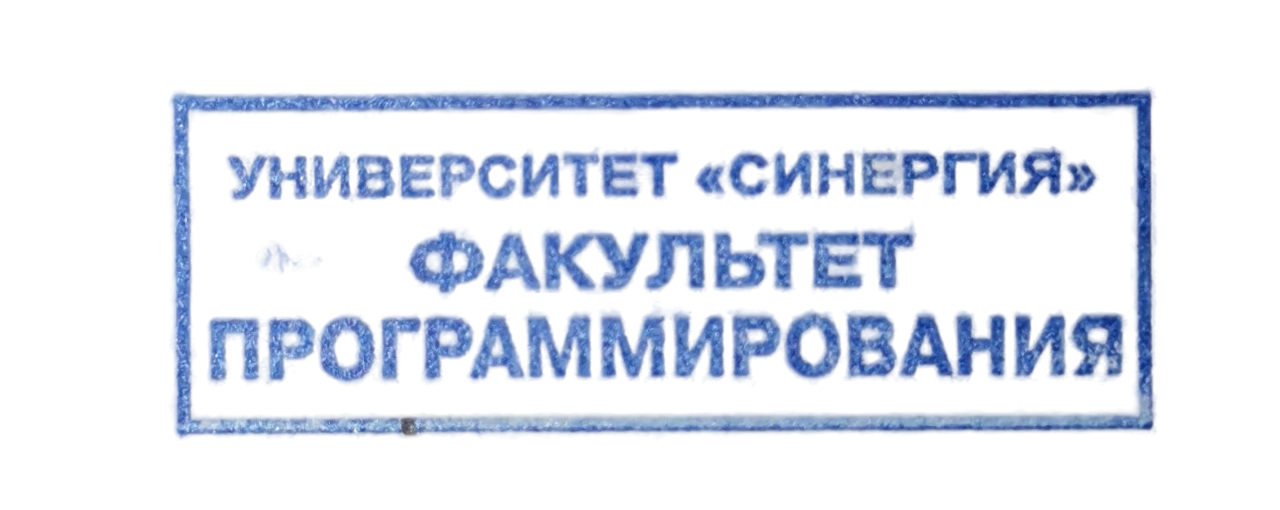 УНИВЕРСИТЕТ «СИНЕРГИЯ»
ФАКУЛЬТЕТ
ПРОГРАММИРОВАНИЯ